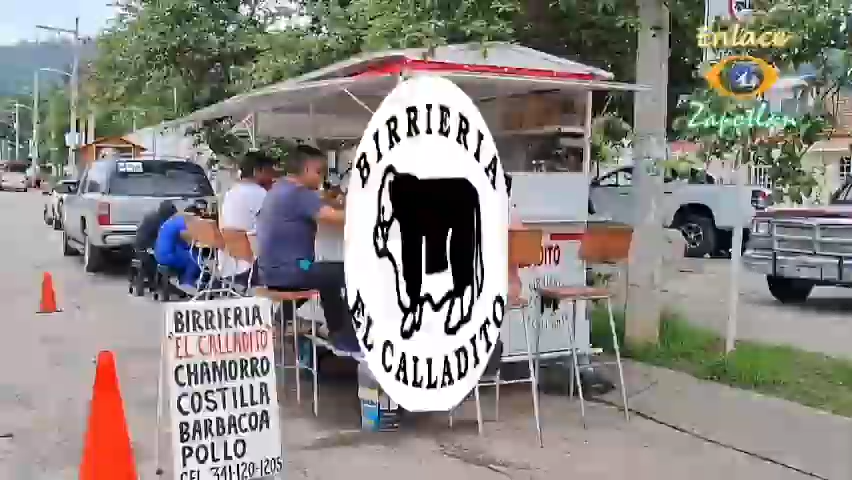 Enlace
Zapotlan
BIRRIERIA
EL CALLADITO
BIRRIERIA
EL CALLADITO
CHAMORRO
COSTILLA
BARBACOA
POLLO
CEL 341-120-1205